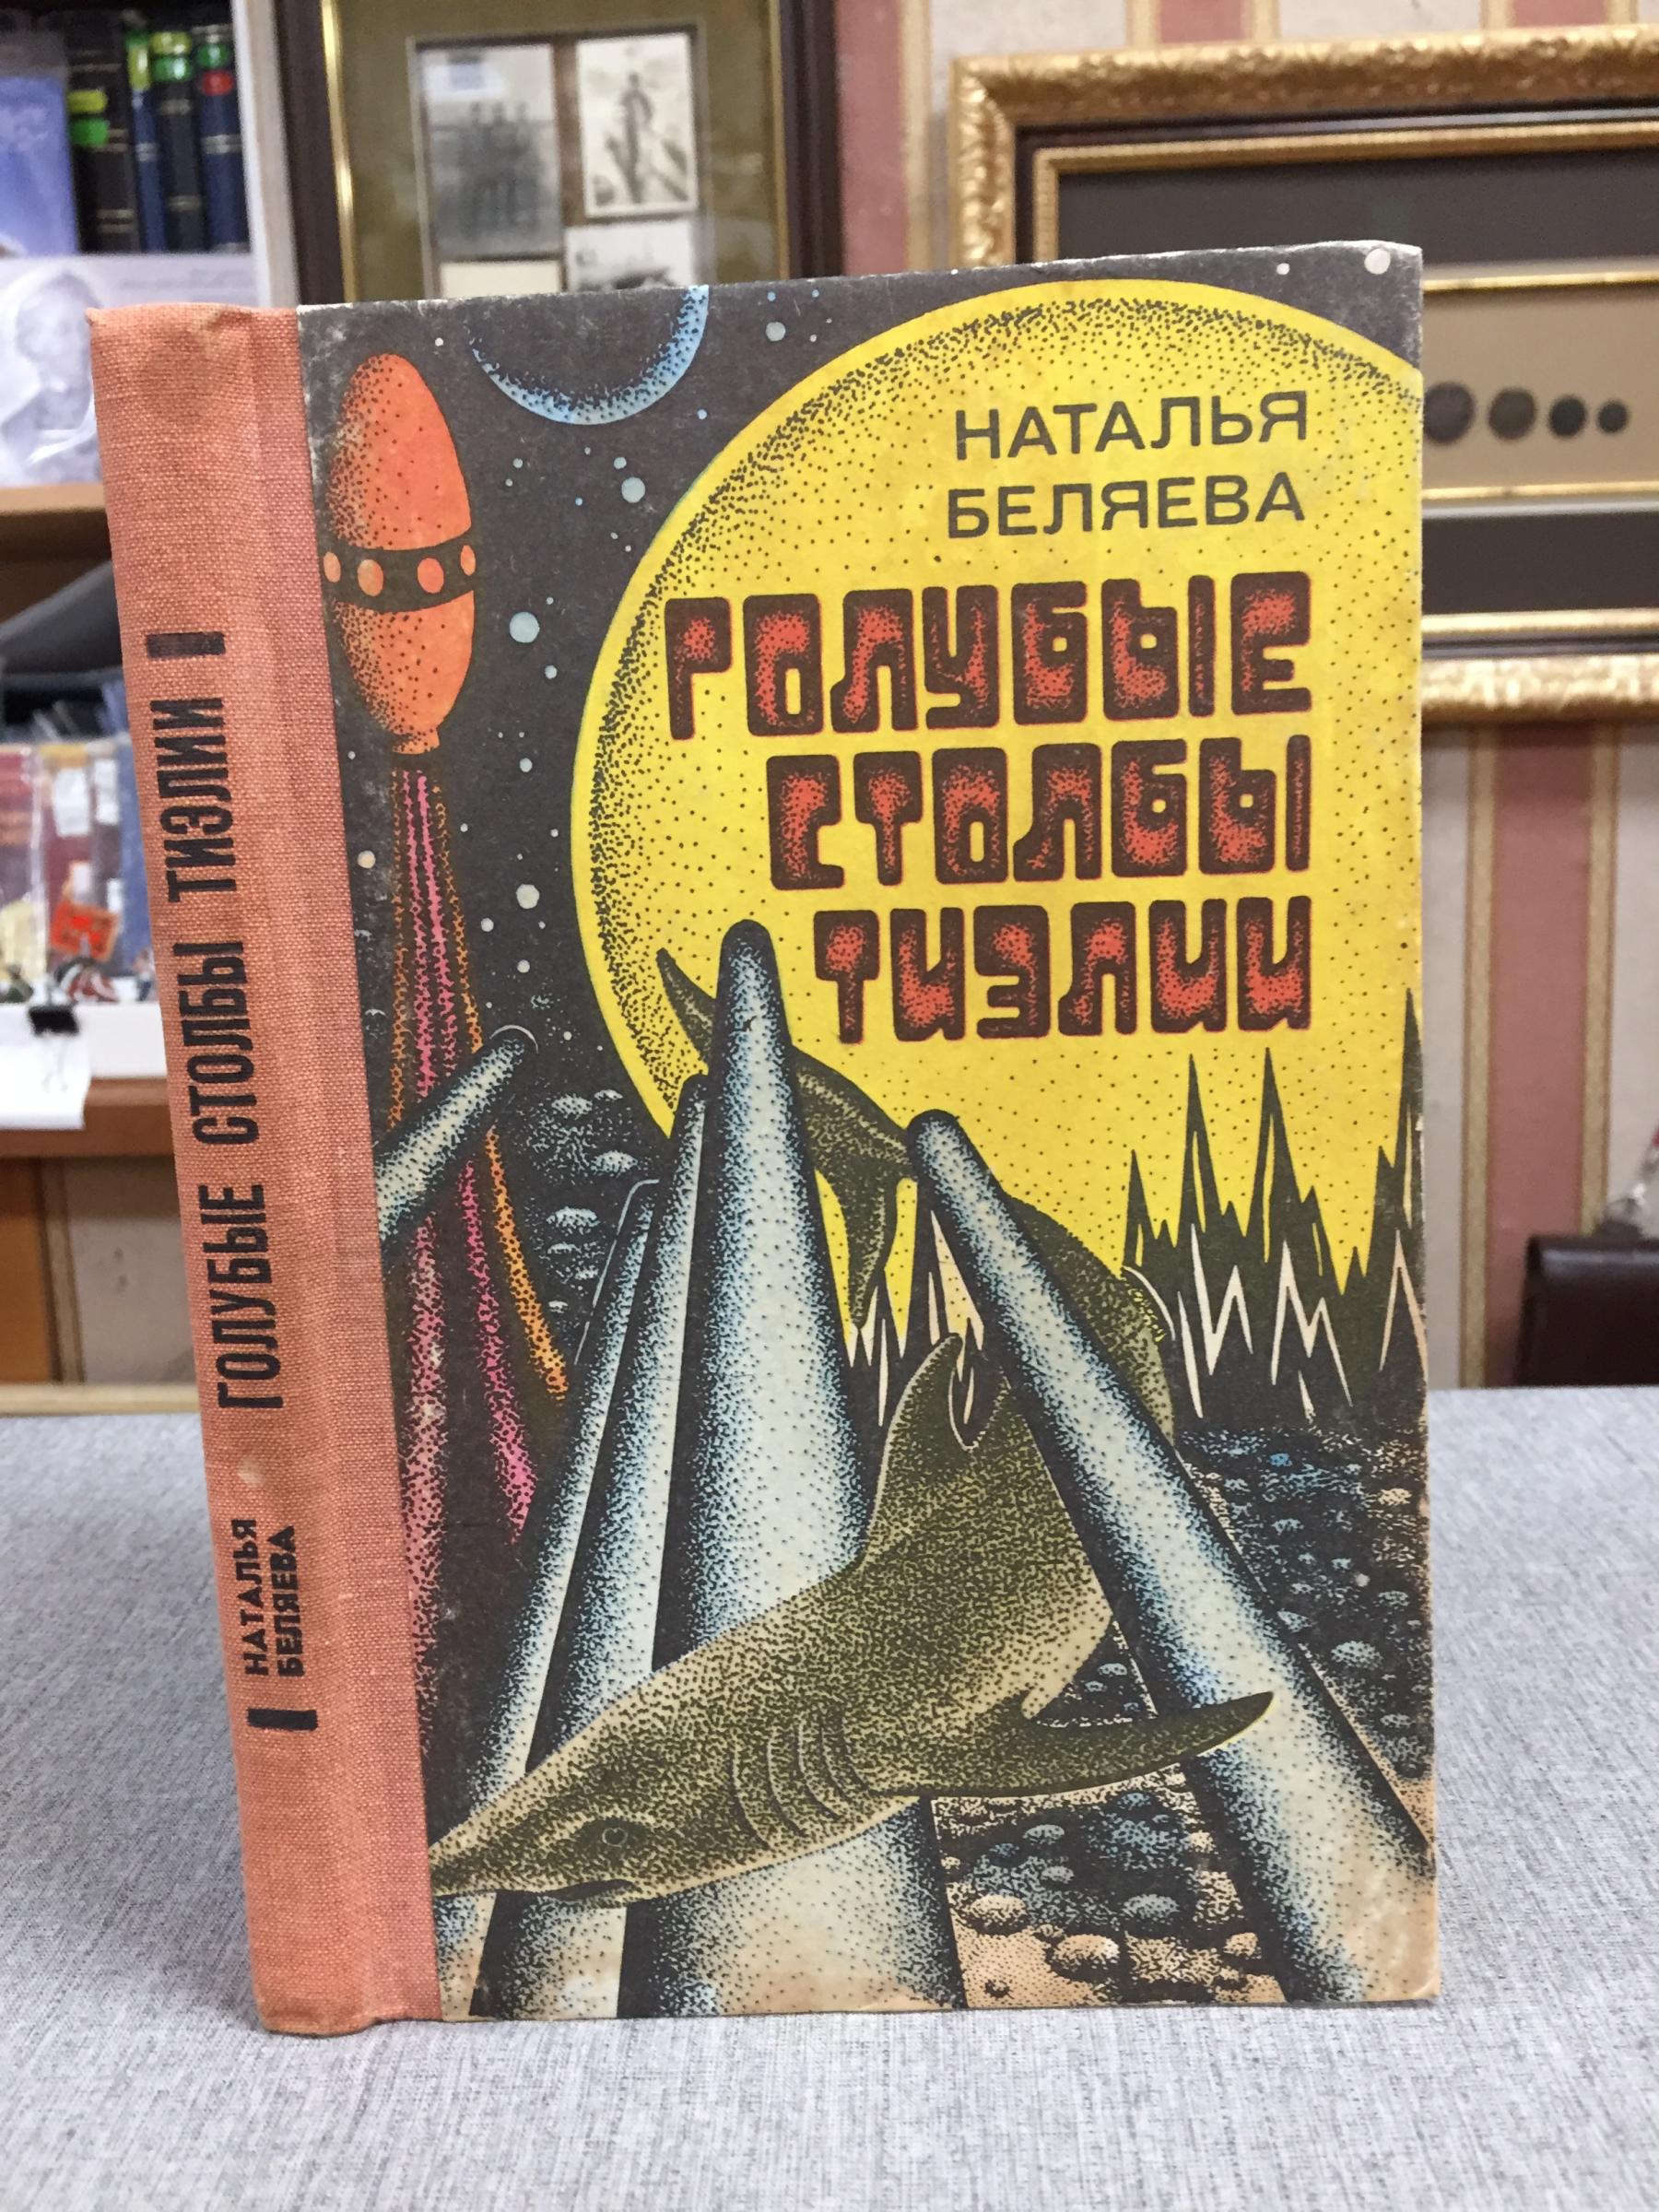 НАТАЛЬЯ
БЕЛЯЕВА
ГОЛУБЫЕ
СТОЛБЫ
ТИЭЛИИ
НАТАЛЬЯ
БЕЛЯЕВА
ГОЛУБЫЕ СТОЛБЫ ТИЭЛИИ